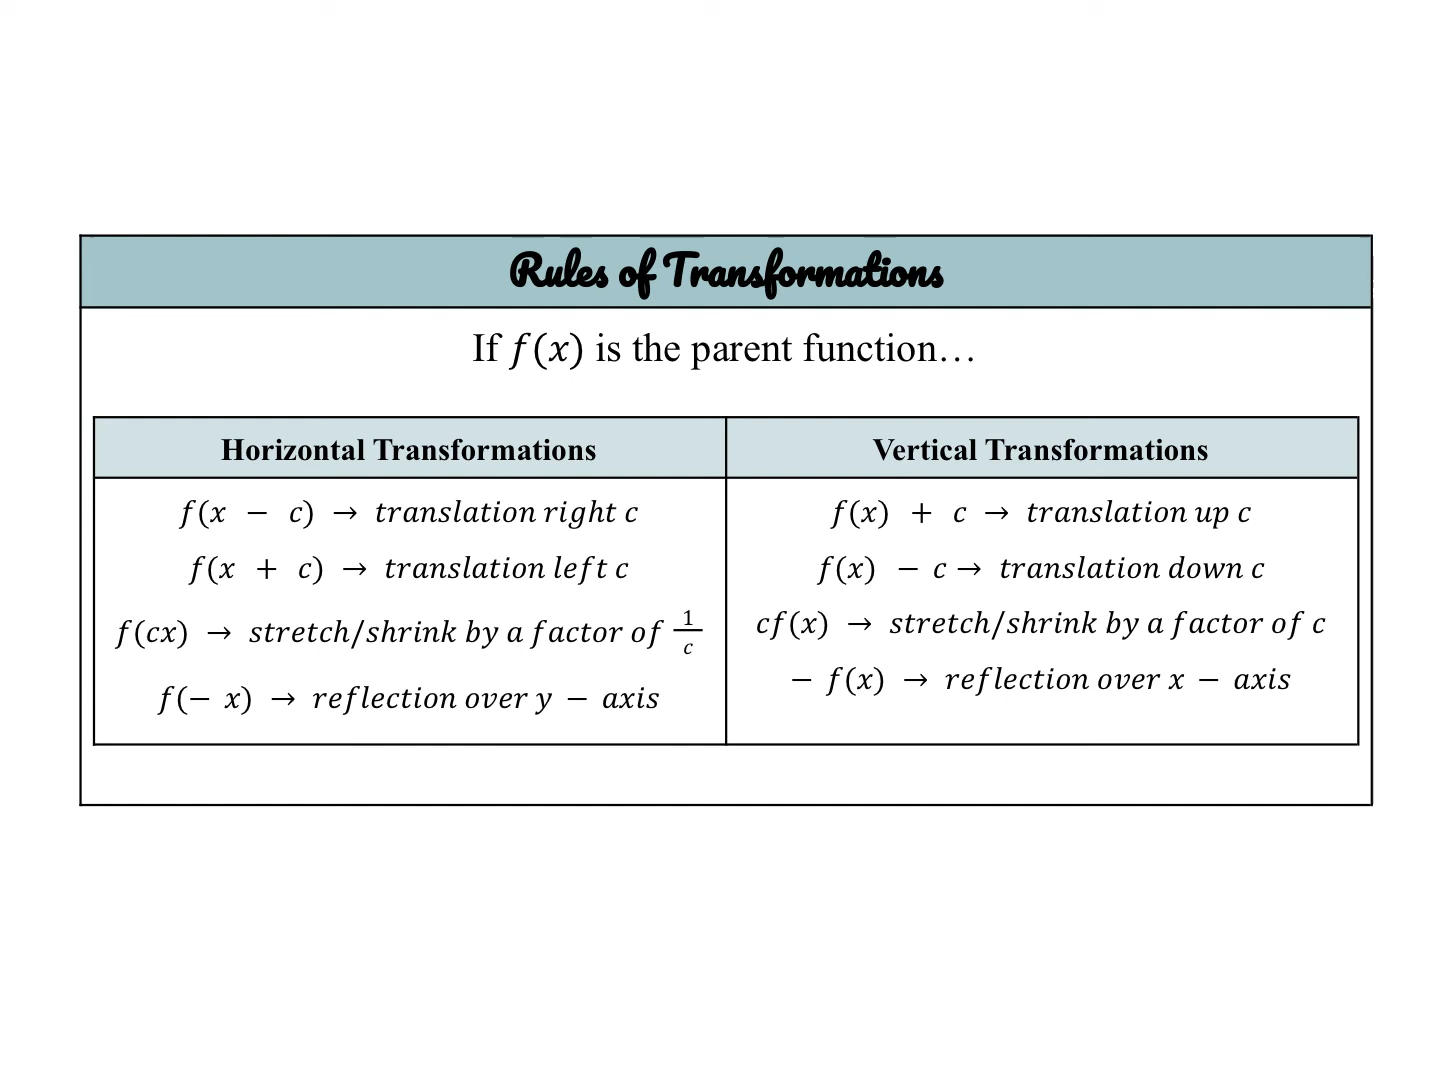 Rules of Transformations
If f(x) is the parent function…
Horizontal Transformations
f(x − c) → translation right c
f(x + c) → translation left c
f(cx) → stretch/shrink by a factor of 1/c
f(− x) → reflection over y − axis
Vertical Transformations
f(x) + c → translation up c
f(x) − c → translation down c
cf(x) → stretch/shrink by a factor of c
− f(x) → reflection over x − axis